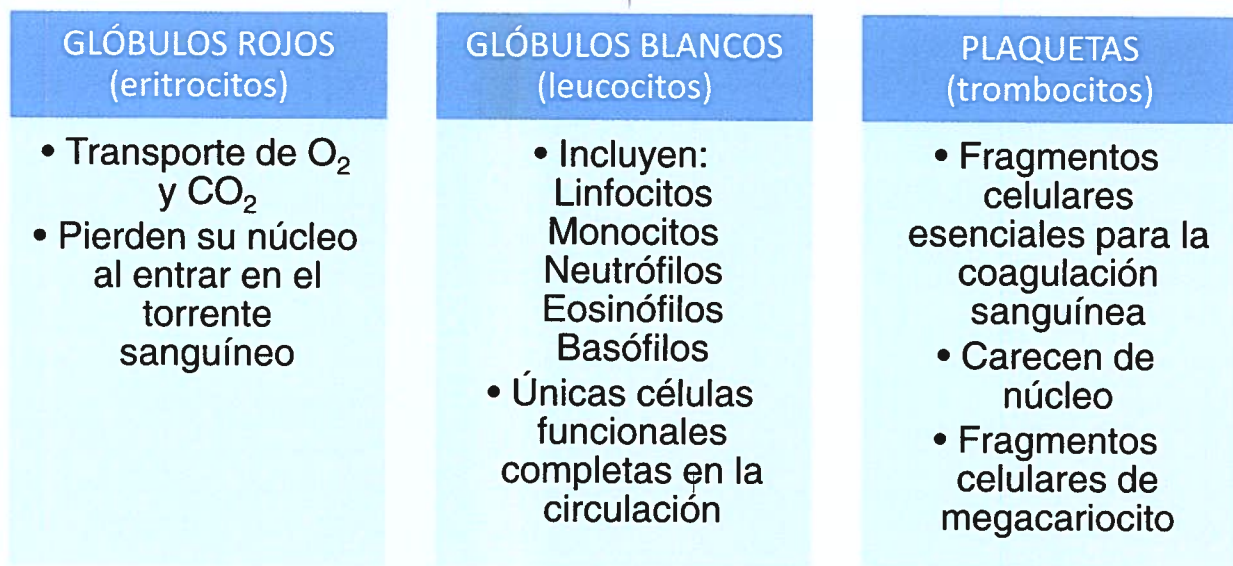 GLÓBULOS ROJOS
(eritrocitos)
• Transporte de O₂
y CO₂
• Pierden su núcleo
al entrar en el
torrente
sanguíneo
GLÓBULOS BLANCOS
(leucocitos)
• Incluyen:
Linfocitos
Monocitos
Neutrófilos
Eosinófilos
Basófilos
• Únicas células
funcionales
completas en la
circulación
PLAQUETAS
(trombocitos)
• Fragmentos
celulares
esenciales para la
coagulación
sanguínea
• Carecen de
núcleo
• Fragmentos
celulares de
megacariocito